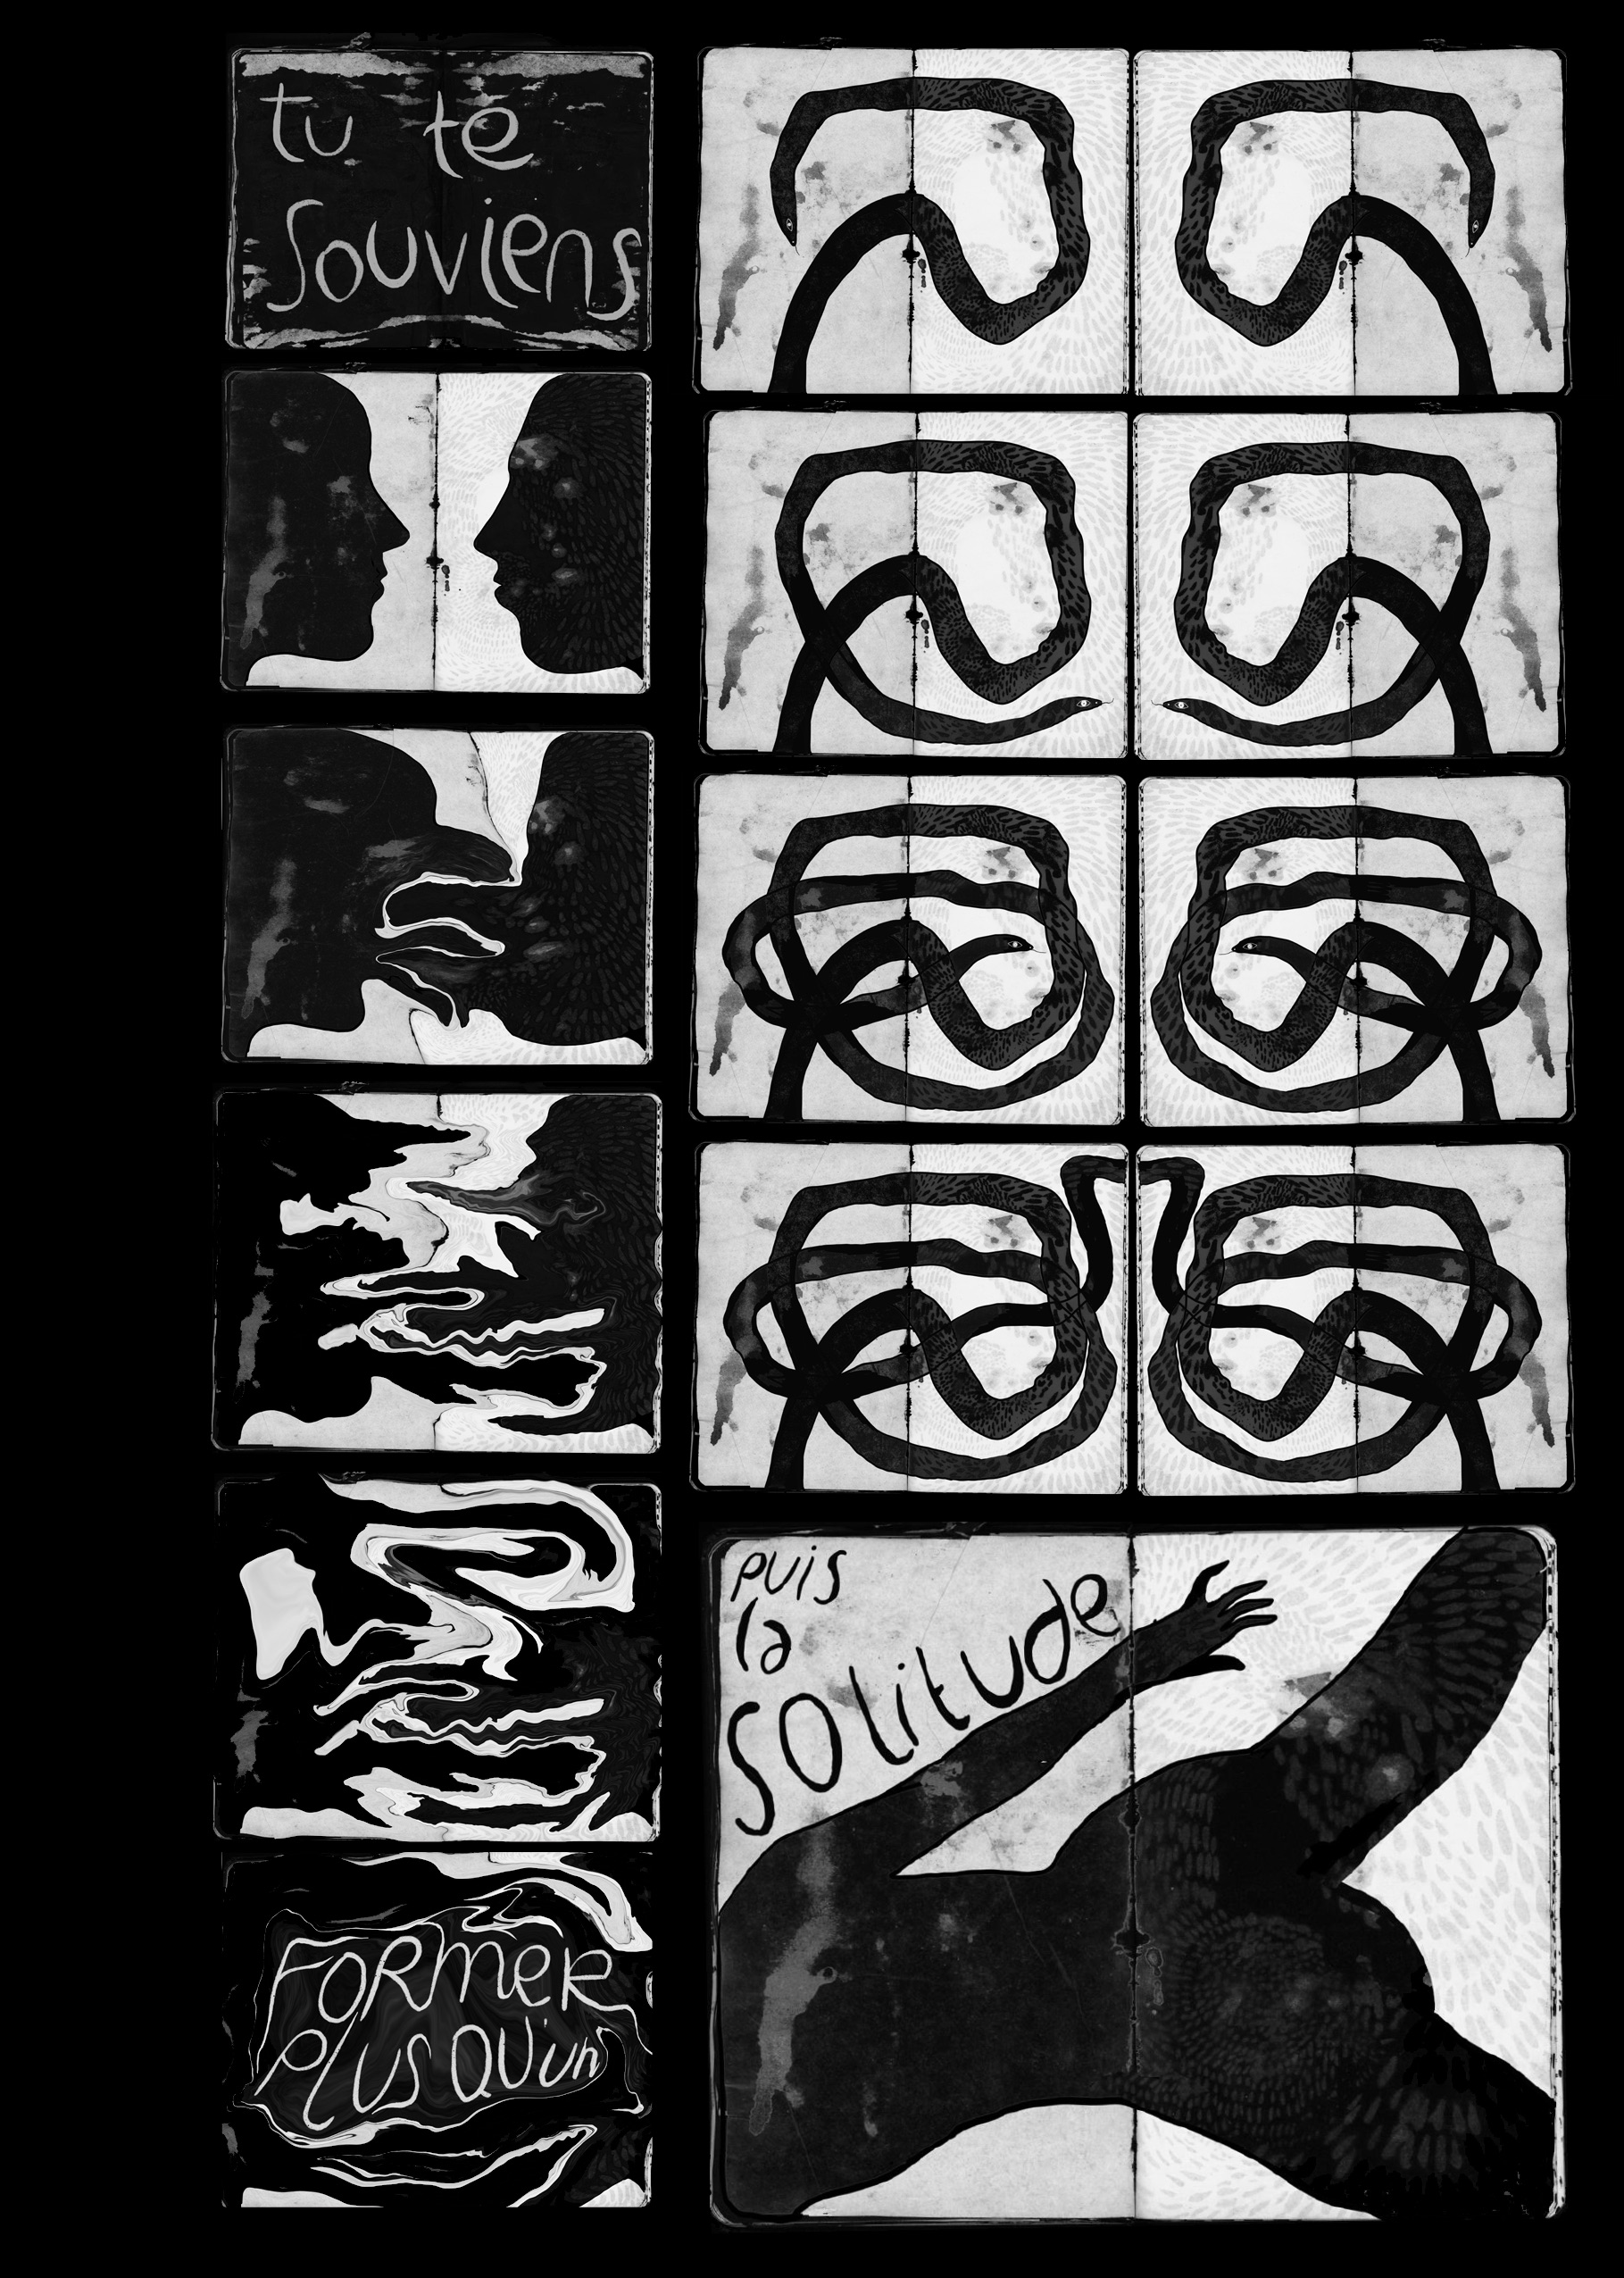 tu te
souviens
FORMER
PLUS QU'un
puis
la
SOlitude